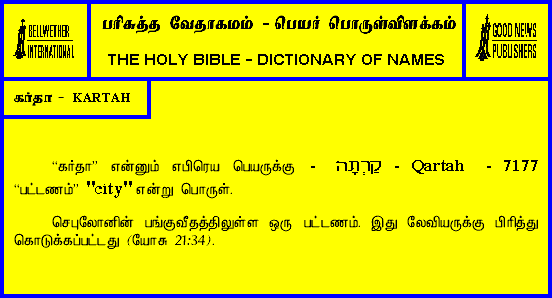 BELLWETHER
INTERNATIONAL
பரிசுத்த வேதாகமம் - பெயர் பொருள்விளக்கம்
THE HOLY BIBLE - DICTIONARY OF NAMES
GOOD NEWS
PUBLISHERS
கர்தா - KARTAH
“கர்தா” என்னும் எபிரெய பெயருக்கு - קַרְתָּה - Qartah - 7177
“பட்டணம்” "city" என்று பொருள்.
செபுலோனின் பங்குவீதத்திலுள்ள ஒரு பட்டணம். இது லேவியருக்கு பிரித்து
கொடுக்கப்பட்டது (யோசு 21:34).